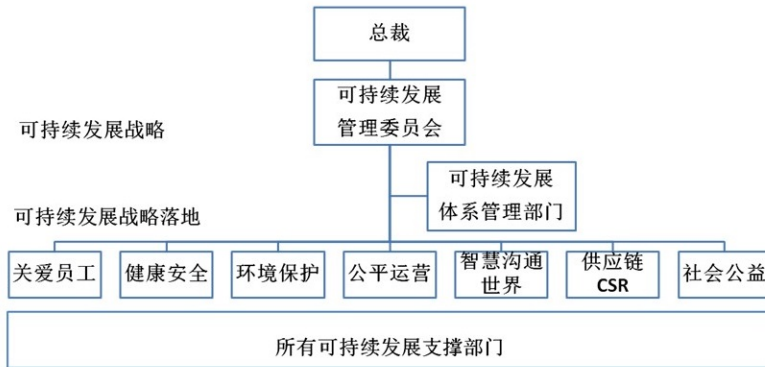 总裁
可持续发展
管理委员会
可持续发展战略
可持续发展
体系管理部门
可持续发展战略落地
关爱员工
健康安全
环境保护
公平运营
智慧沟通
世界
供应链
CSR
社会公益
所有可持续发展支撑部门